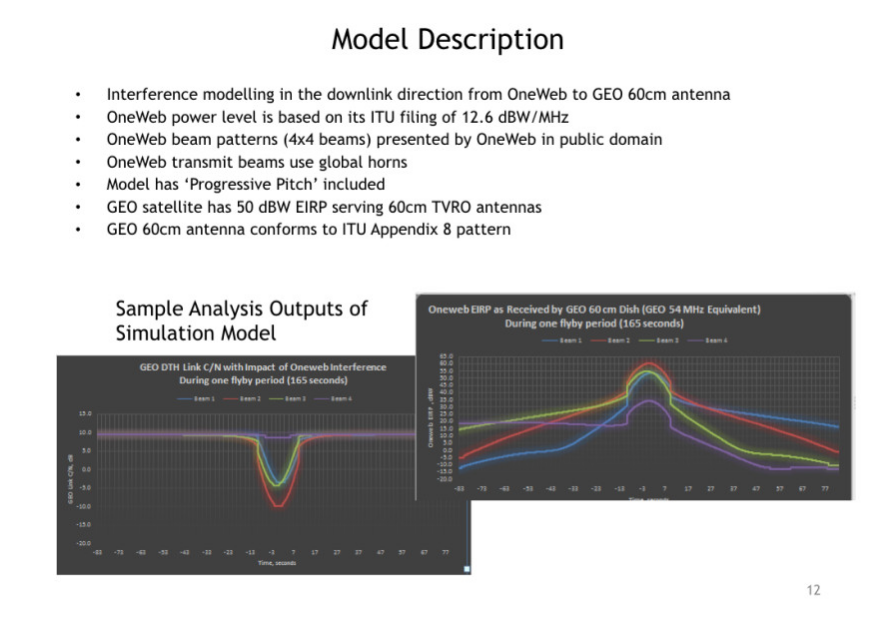 Model Description
• Interference modelling in the downlink direction from OneWeb to GEO 60cm antenna
• OneWeb power level is based on its ITU filing of 12.6 dBW/MHz
• OneWeb beam patterns (4x4 beams) presented by OneWeb in public domain
• OneWeb transmit beams use global horns
• Model has ‘Progressive Pitch’ included
• GEO satellite has 50 dBW EIRP serving 60cm TVRO antennas
• GEO 60cm antenna conforms to ITU Appendix 8 pattern
Sample Analysis Outputs of
Simulation Model
GEO DTH Link C/N with Impact of Oneweb Interference
During one flyby period (165 seconds)
Beam 1 Beam 2 Beam 3 Beam 4
GEO Link C/N, dB
15.0
10.0
5.0
0.0
-5.0
-10.0
-15.0
-20.0
-83 -73 -63 -53 -43 -33 -23 -13 -3 7 17 27 37 47 57 67 77
Time, seconds
Oneweb EIRP as Received by GEO 60 cm Dish (GEO 54 MHz Equivalent)
During one flyby period (165 seconds)
Beam 1 Beam 2 Beam 3 Beam 4
Oneweb EIRP, dBW
65.0
60.0
55.0
50.0
45.0
40.0
35.0
30.0
25.0
20.0
15.0
10.0
5.0
0.0
-5.0
-10.0
-15.0
-20.0
-83 -73 -63 -53 -43 -33 -23 -13 -3 7 17 27 37 47 57 67 77
Time, seconds
12